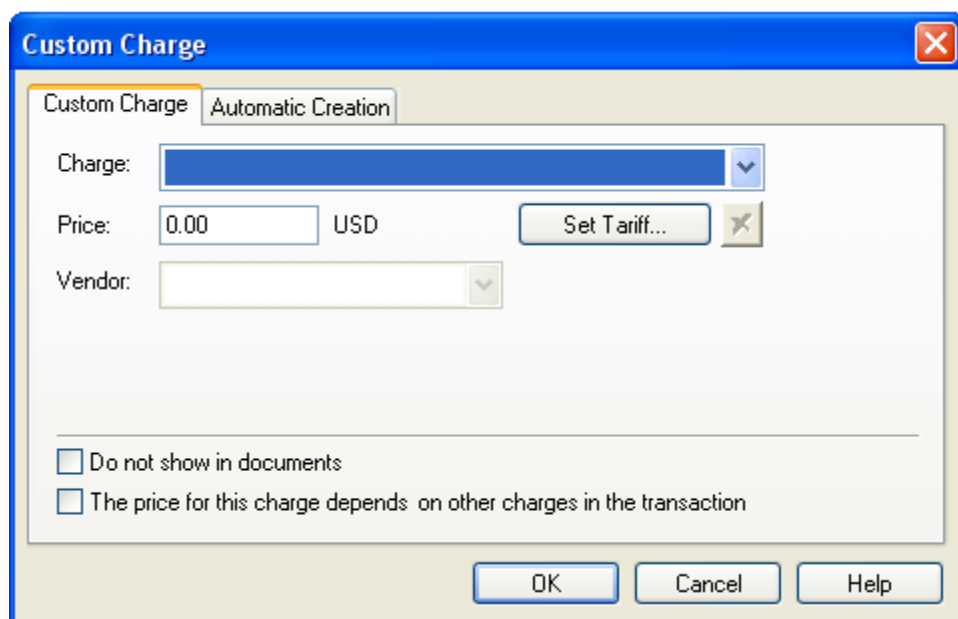 Custom Charge
Custom Charge Automatic Creation
Charge:
Price: 0.00 USD Set Tariff...
Vendor:
Do not show in documents
The price for this charge depends on other charges in the transaction
OK Cancel Help